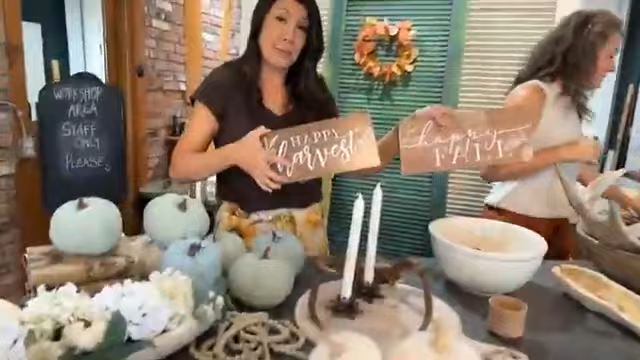 WORKSHOP
AREA
STAFF
ONLY
PLEASE.
HAPPY
harvest
happy
FALL